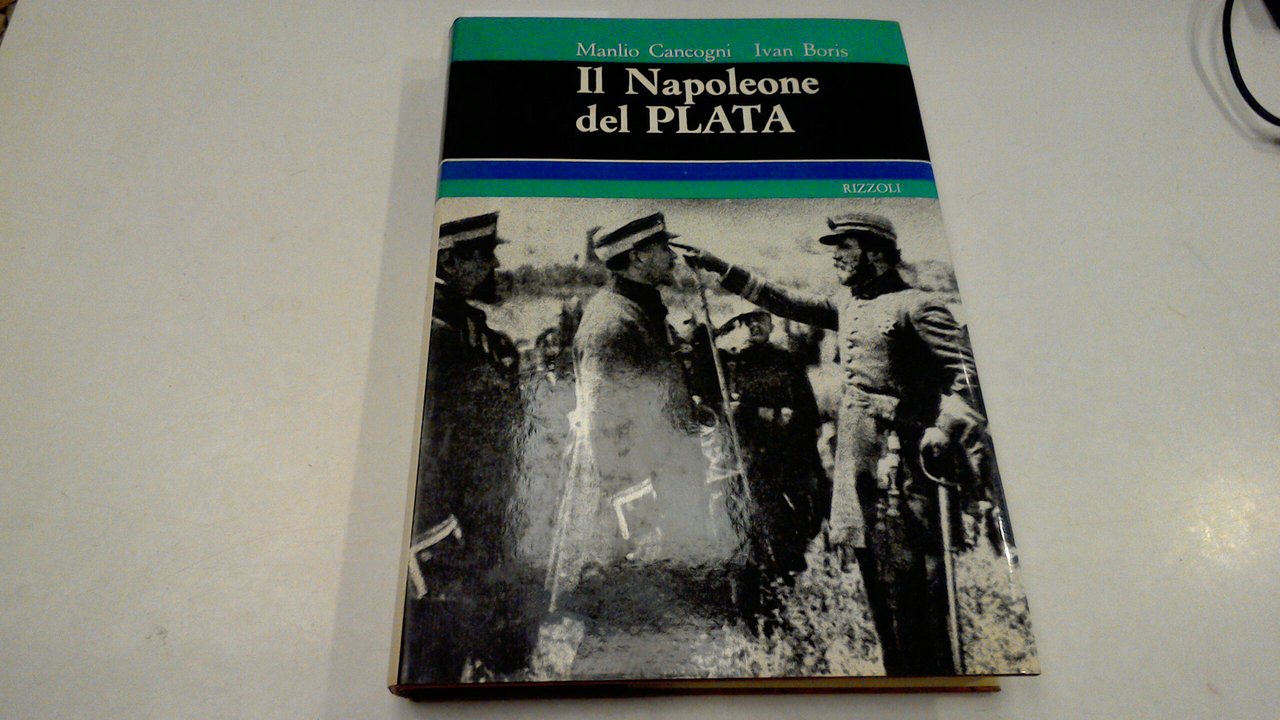 Manlio Cancogni Ivan Boris
Il Napoleone
del PLATA
RIZZOLI